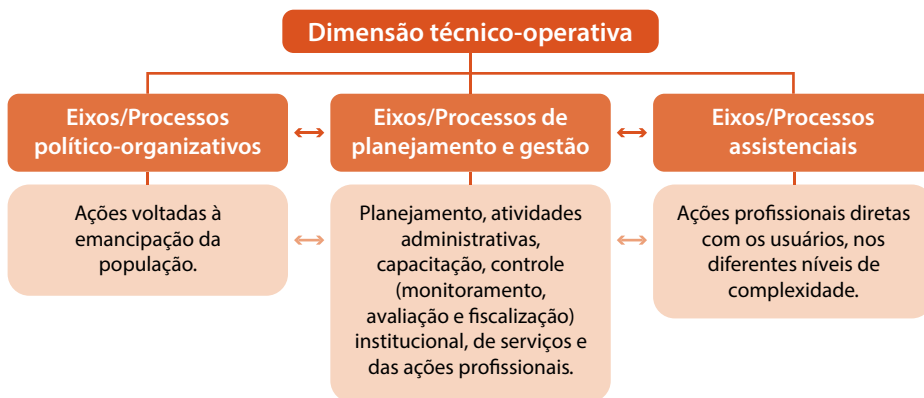 Dimensão técnico-operativa
Eixos/Processos
político-organizativos
Eixos/Processos de
planejamento e gestão
Eixos/Processos
assistenciais
Ações voltadas à
emancipação da
população.
Planejamento, atividades
administrativas,
capacitação, controle
(monitoramento,
avaliação e fiscalização)
institucional, de serviços e
das ações profissionais.
Ações profissionais diretas
com os usuários, nos
diferentes níveis de
complexidade.